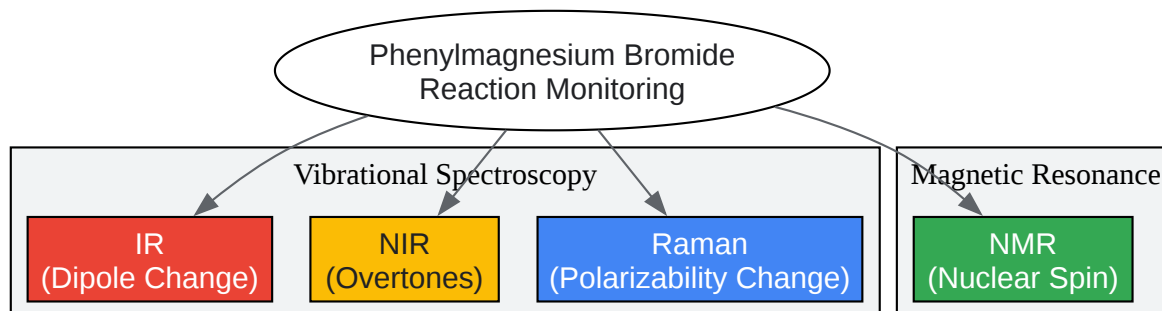 Phenylmagnesium Bromide
Reaction Monitoring
Vibrational Spectroscopy
Magnetic Resonance
IR
(Dipole Change)
NIR
(Overtones)
Raman
(Polarizability Change)
NMR
(Nuclear Spin)